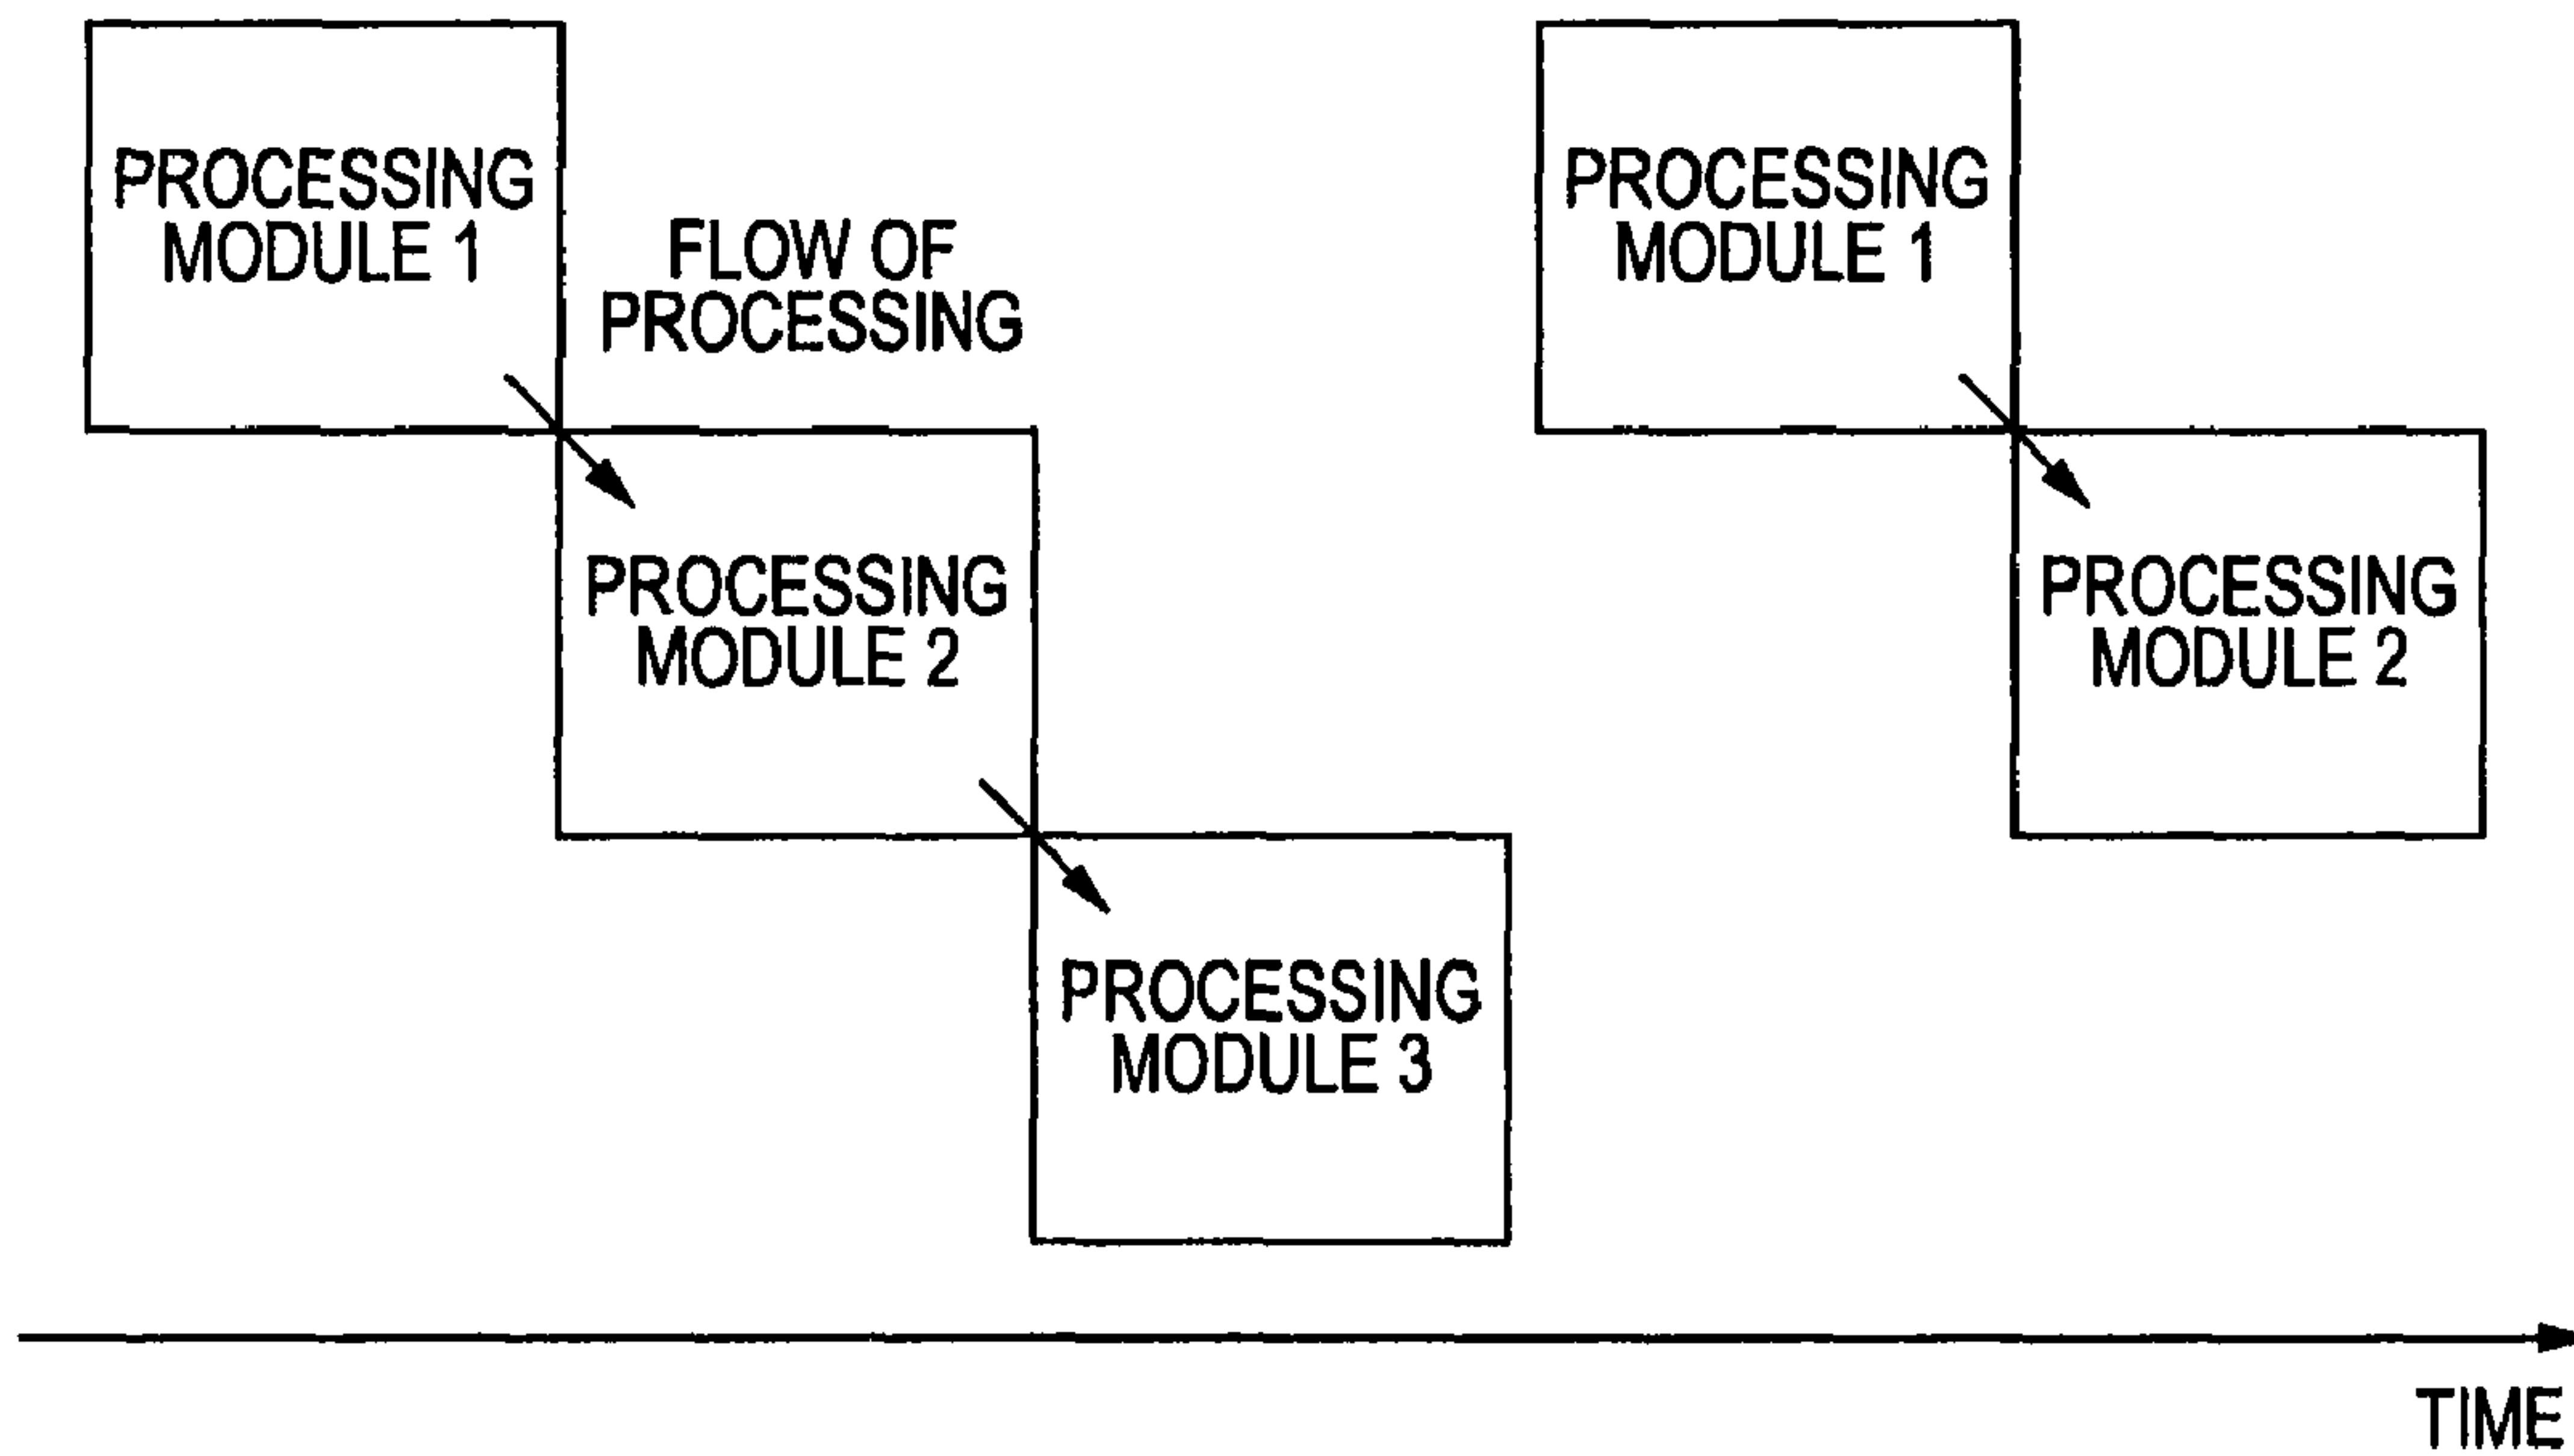 PROCESSING
MODULE 1
FLOW OF
PROCESSING
PROCESSING
MODULE 2
PROCESSING
MODULE 3
PROCESSING
MODULE 1
PROCESSING
MODULE 2
TIME